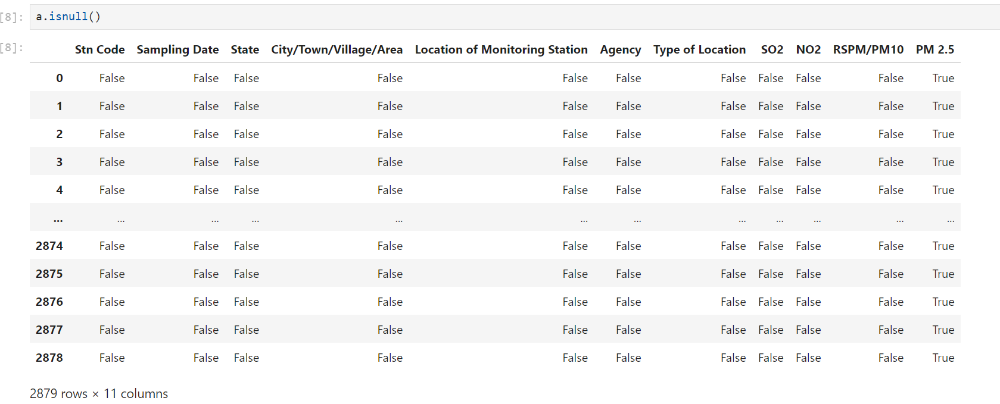 [8]: a.isnull()
[8]:
Stn Code Sampling Date State City/Town/Village/Area Location of Monitoring Station Agency Type of Location SO2 NO2 RSPM/PM10 PM 2.5
0 False False False False False False False False False False True
1 False False False False False False False False False False True
2 False False False False False False False False False False True
3 False False False False False False False False False False True
4 False False False False False False False False False False True
... ... ... ... ... ... ... ... ... ... ... ...
2874 False False False False False False False False False False True
2875 False False False False False False False False False False True
2876 False False False False False False False False False False True
2877 False False False False False False False False False False True
2878 False False False False False False False False False False True
2879 rows × 11 columns